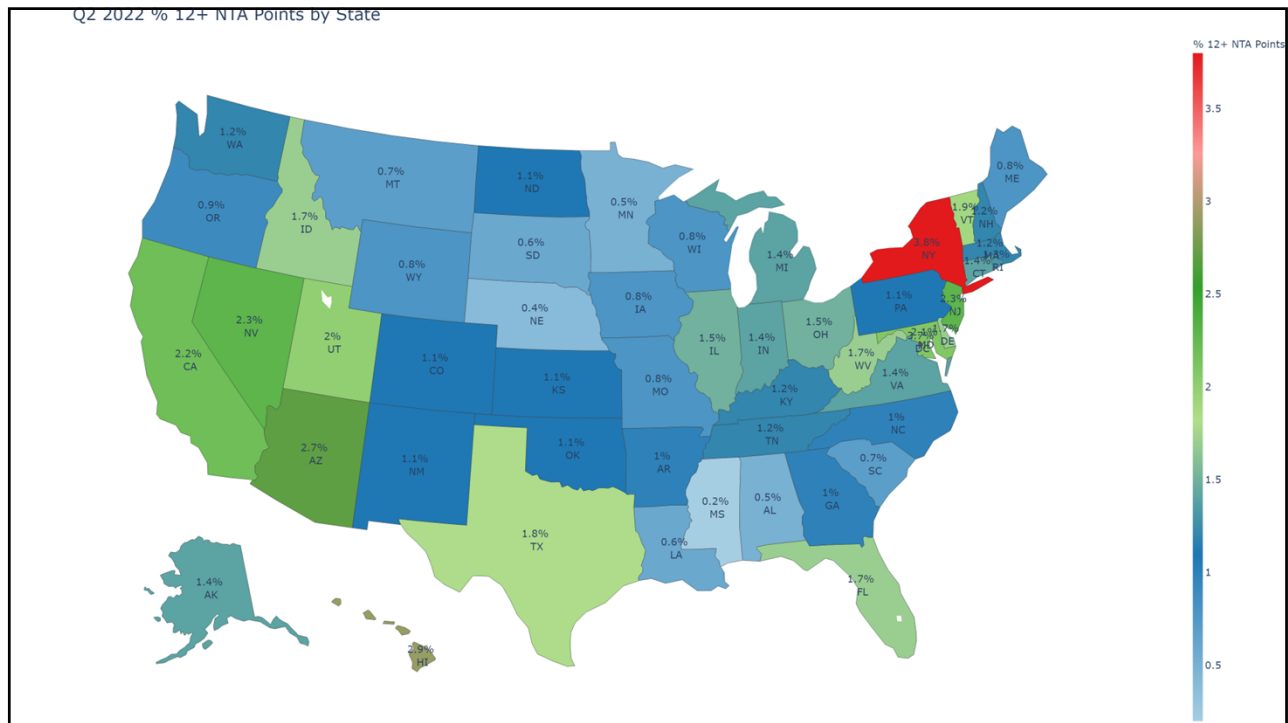 Q2 2022 % 12+ NTA Points by State
% 12+ NTA Points
3.5
3
2.5
2
1.5
1
0.5
1.2%
WA
0.9%
OR
1.7%
ID
0.7%
MT
1.1%
ND
0.5%
MN
0.8%
WI
1.4%
MI
0.8%
ME
1.9%
VT
1.2%
NH
3.8%
NY
1.2%
MA
RI
1.4%
CT
0.6%
SD
0.8%
WY
0.4%
NE
0.8%
IA
1.1%
PA
2.3%
NJ
1.7%
DE
2.1%
MD
DC
2.2%
CA
2.3%
NV
2%
UT
1.1%
CO
1.1%
KS
0.8%
MO
1.5%
IL
1.4%
IN
1.5%
OH
1.7%
WV
1.4%
VA
1.2%
KY
1.2%
TN
1%
NC
0.7%
SC
2.7%
AZ
1.1%
NM
1.1%
OK
1%
AR
0.2%
MS
0.5%
AL
1%
GA
1.8%
TX
0.6%
LA
1.7%
FL
1.4%
AK
2.9%
HI